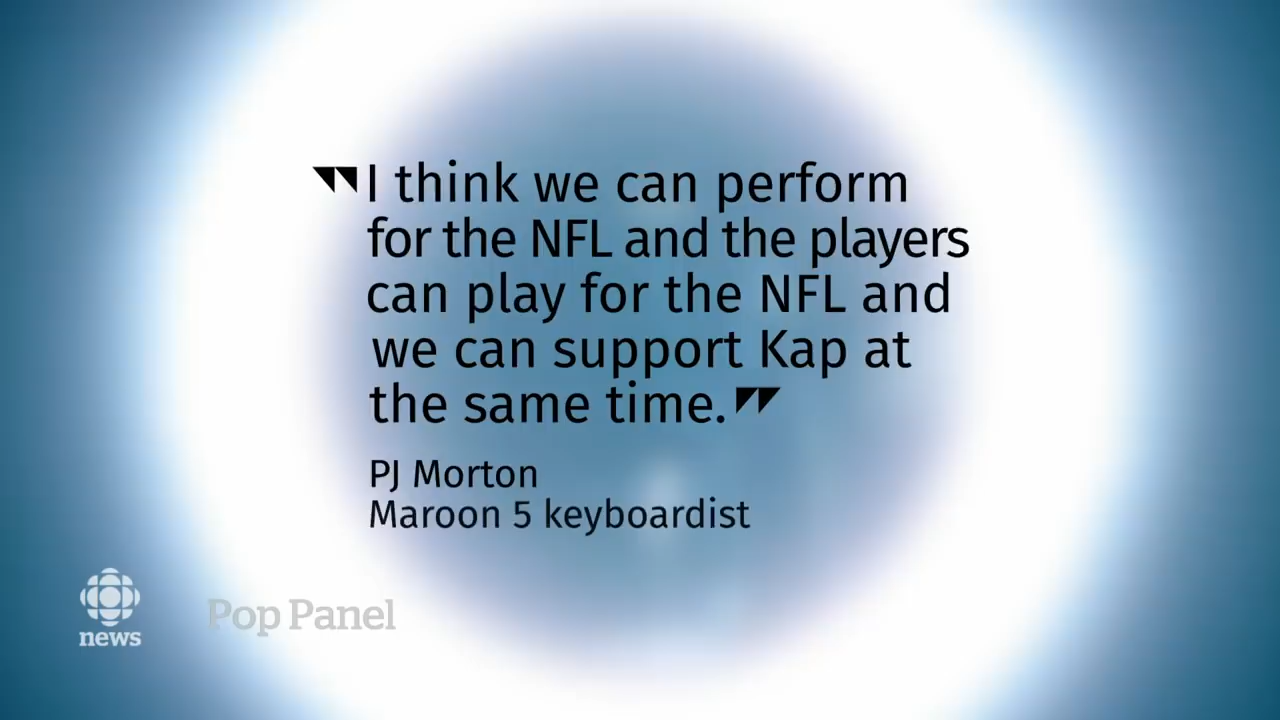 "I think we can perform
for the NFL and the players
can play for the NFL and
we can support Kap at
the same time."
PJ Morton
Maroon 5 keyboardist
news
Pop Panel